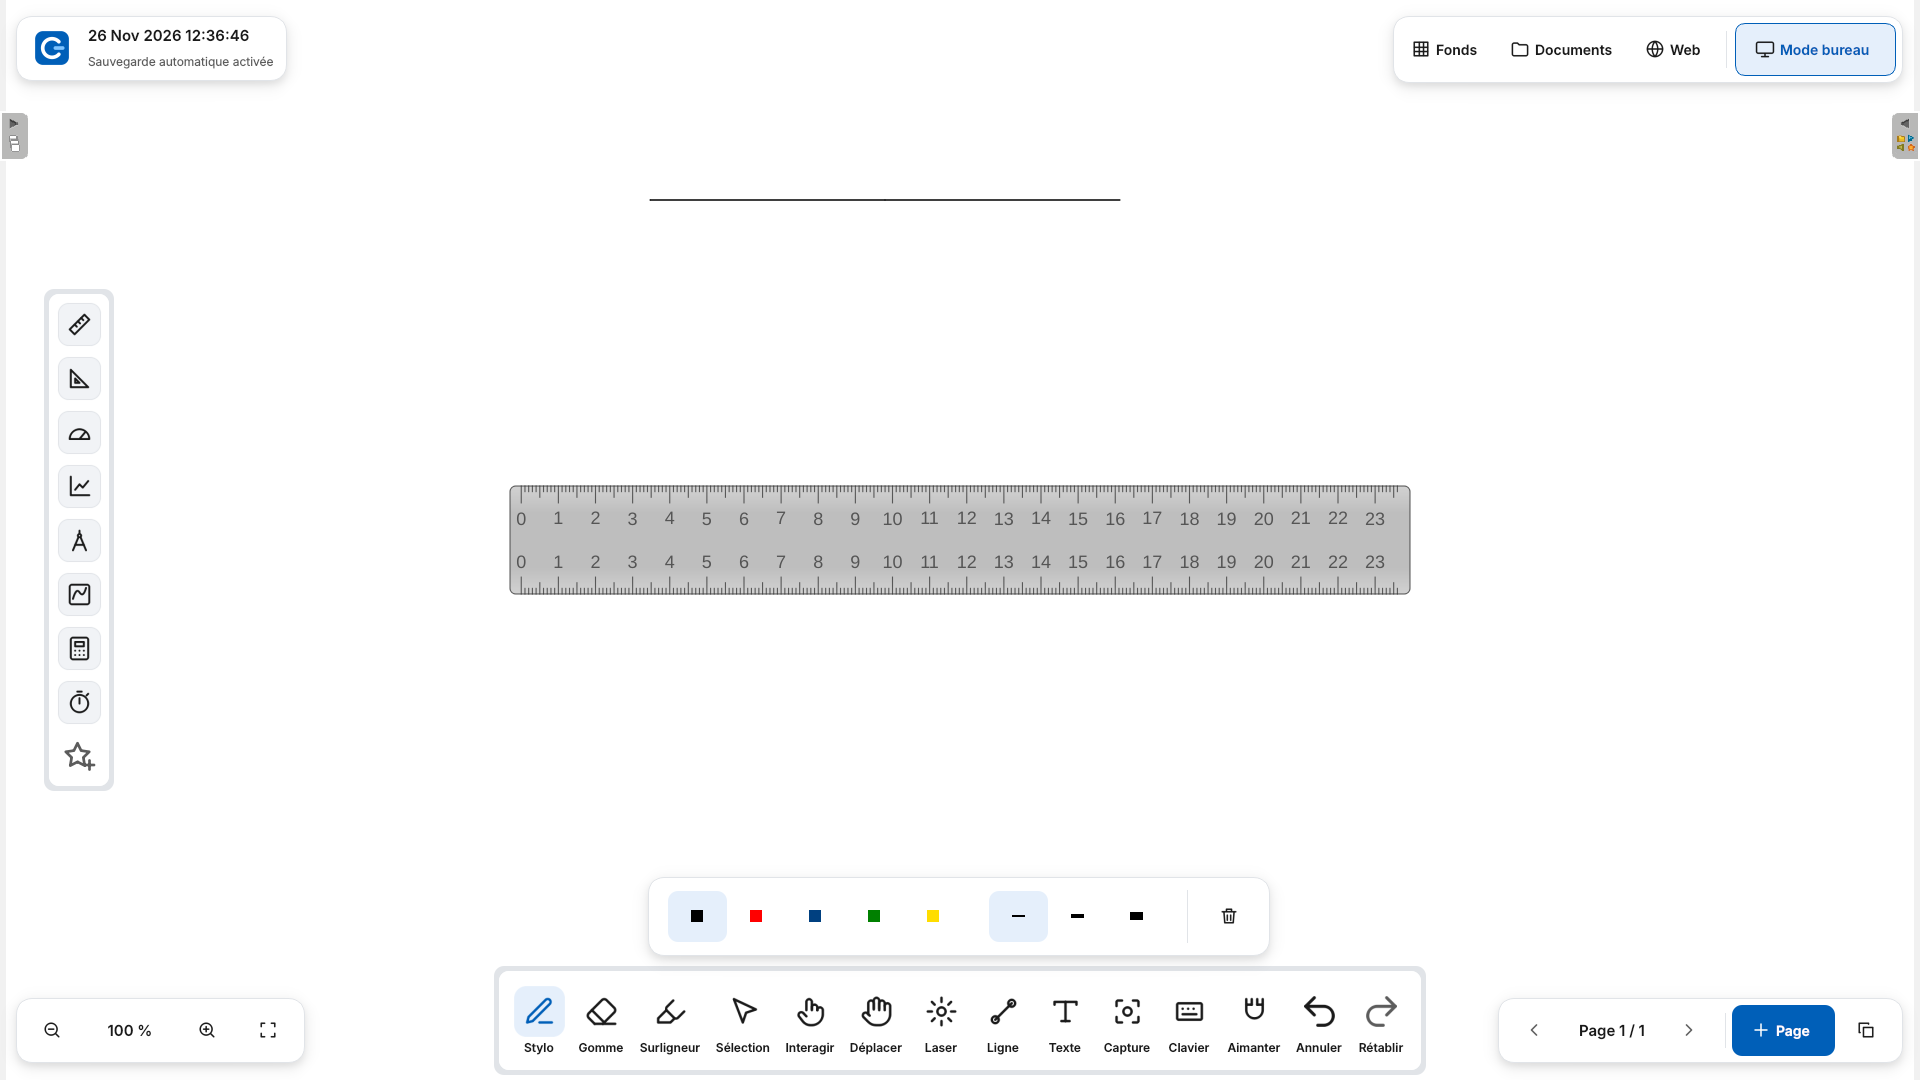 26 Nov 2026 12:36:46
Sauvegarde automatique activée
Fonds Documents Web Mode bureau
0 1 2 3 4 5 6 7 8 9 10 11 12 13 14 15 16 17 18 19 20 21 22 23
0 1 2 3 4 5 6 7 8 9 10 11 12 13 14 15 16 17 18 19 20 21 22 23
Stylo Gomme Surligneur Sélection Interagir Déplacer Laser Ligne Texte Capture Clavier Aimanter Annuler Rétablir
100 %
Page 1 / 1
Page